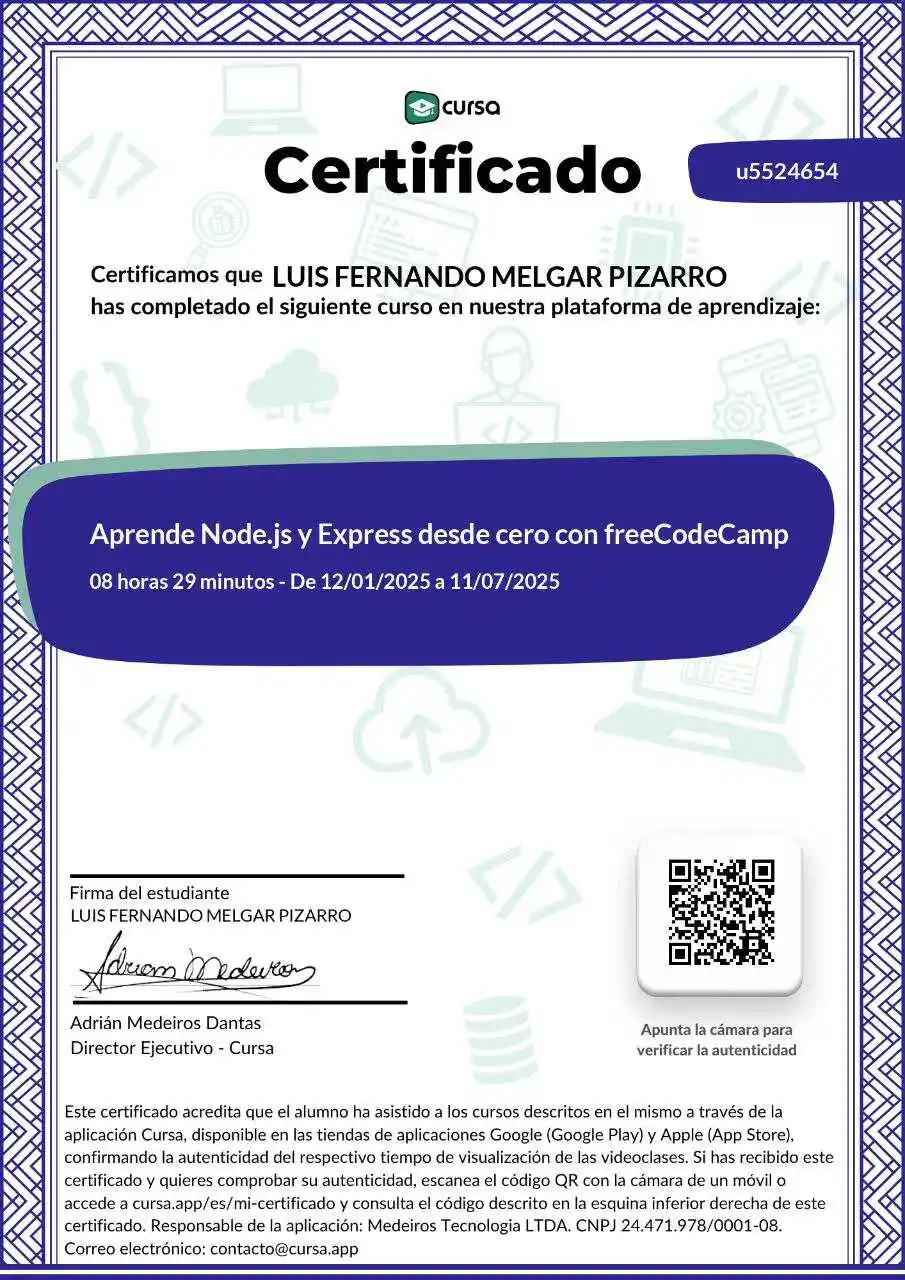 cursa
Certificado
u5524654
Certificamos que LUIS FERNANDO MELGAR PIZARRO
has completado el siguiente curso en nuestra plataforma de aprendizaje:
Aprende Node.js y Express desde cero con freeCodeCamp
08 horas 29 minutos - De 12/01/2025 a 11/07/2025
Firma del estudiante
LUIS FERNANDO MELGAR PIZARRO
Adrian Medeiros
Adrián Medeiros Dantas
Director Ejecutivo - Cursa
Apunta la cámara para
verificar la autenticidad
Este certificado acredita que el alumno ha asistido a los cursos descritos en el mismo a través de la
aplicación Cursa, disponible en las tiendas de aplicaciones Google (Google Play) y Apple (App Store),
confirmando la autenticidad del respectivo tiempo de visualización de las videoclases. Si has recibido este
certificado y quieres comprobar su autenticidad, escanea el código QR con la cámara de un móvil o
accede a cursa.app/es/mi-certificado y consulta el código descrito en la esquina inferior derecha de este
certificado. Responsable de la aplicación: Medeiros Tecnologia LTDA. CNPJ 24.471.978/0001-08.
Correo electrónico: contacto@cursa.app